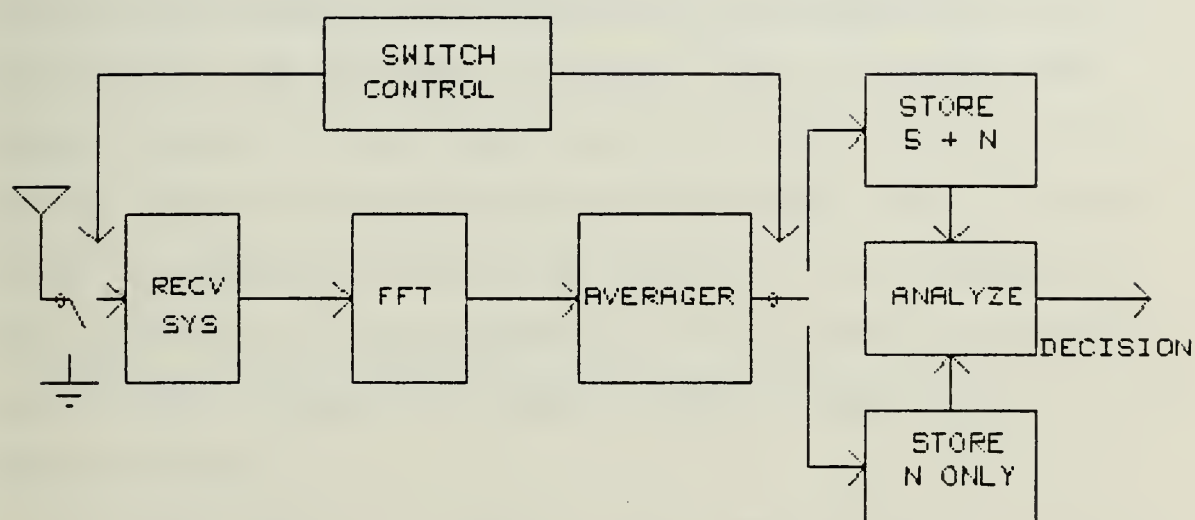 SWITCH
CONTROL
STORE
S + N
RECV
SYS
FFT
AVERAGER
ANALYZE
DECISION
STORE
N ONLY